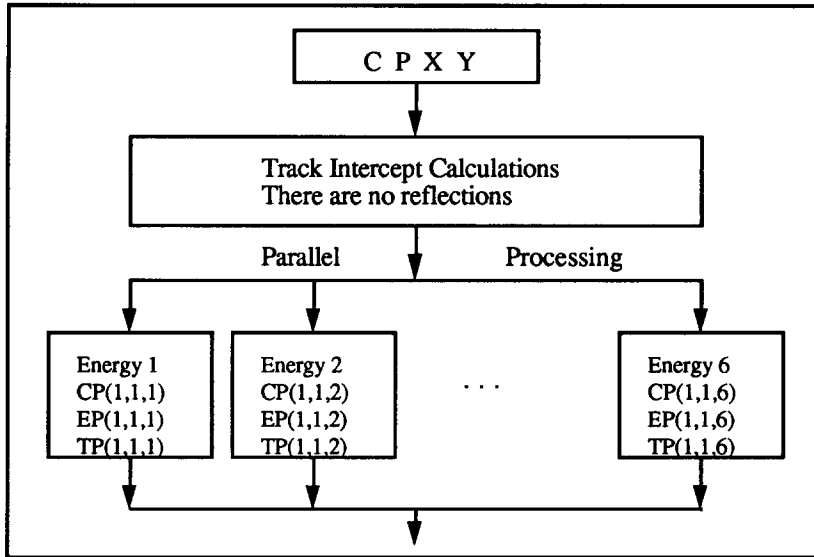 C P X Y
Track Intercept Calculations
There are no reflections
Parallel Processing
Energy 1
CP(1,1,1)
EP(1,1,1)
TP(1,1,1)
Energy 2
CP(1,1,2)
EP(1,1,2)
TP(1,1,2)
. . .
Energy 6
CP(1,1,6)
EP(1,1,6)
TP(1,1,6)